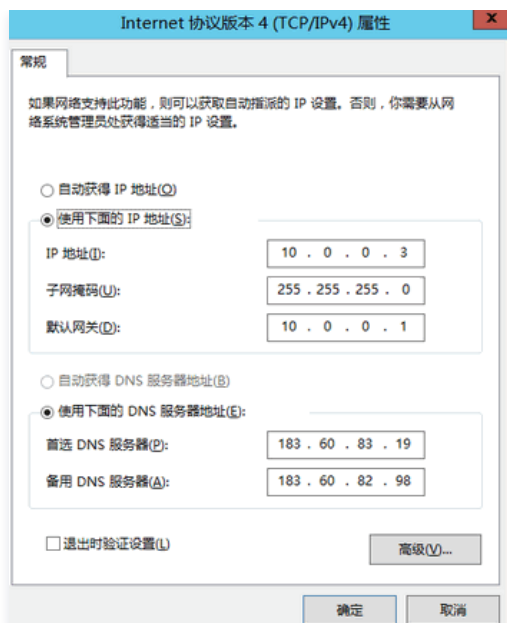 Internet 协议版本 4 (TCP/IPv4) 属性
x
常规
如果网络支持此功能，则可以获取自动指派的 IP 设置。否则，你需要从网
络系统管理员处获得适当的 IP 设置。
自动获得 IP 地址(O)
使用下面的 IP 地址(S):
IP 地址(I):
10 . 0 . 0 . 3
子网掩码(U):
255 . 255 . 255 . 0
默认网关(D):
10 . 0 . 0 . 1
自动获得 DNS 服务器地址(B)
使用下面的 DNS 服务器地址(E):
首选 DNS 服务器(P):
183 . 60 . 83 . 19
备用 DNS 服务器(A):
183 . 60 . 82 . 98
退出时验证设置(L)
高级(V)...
确定
取消